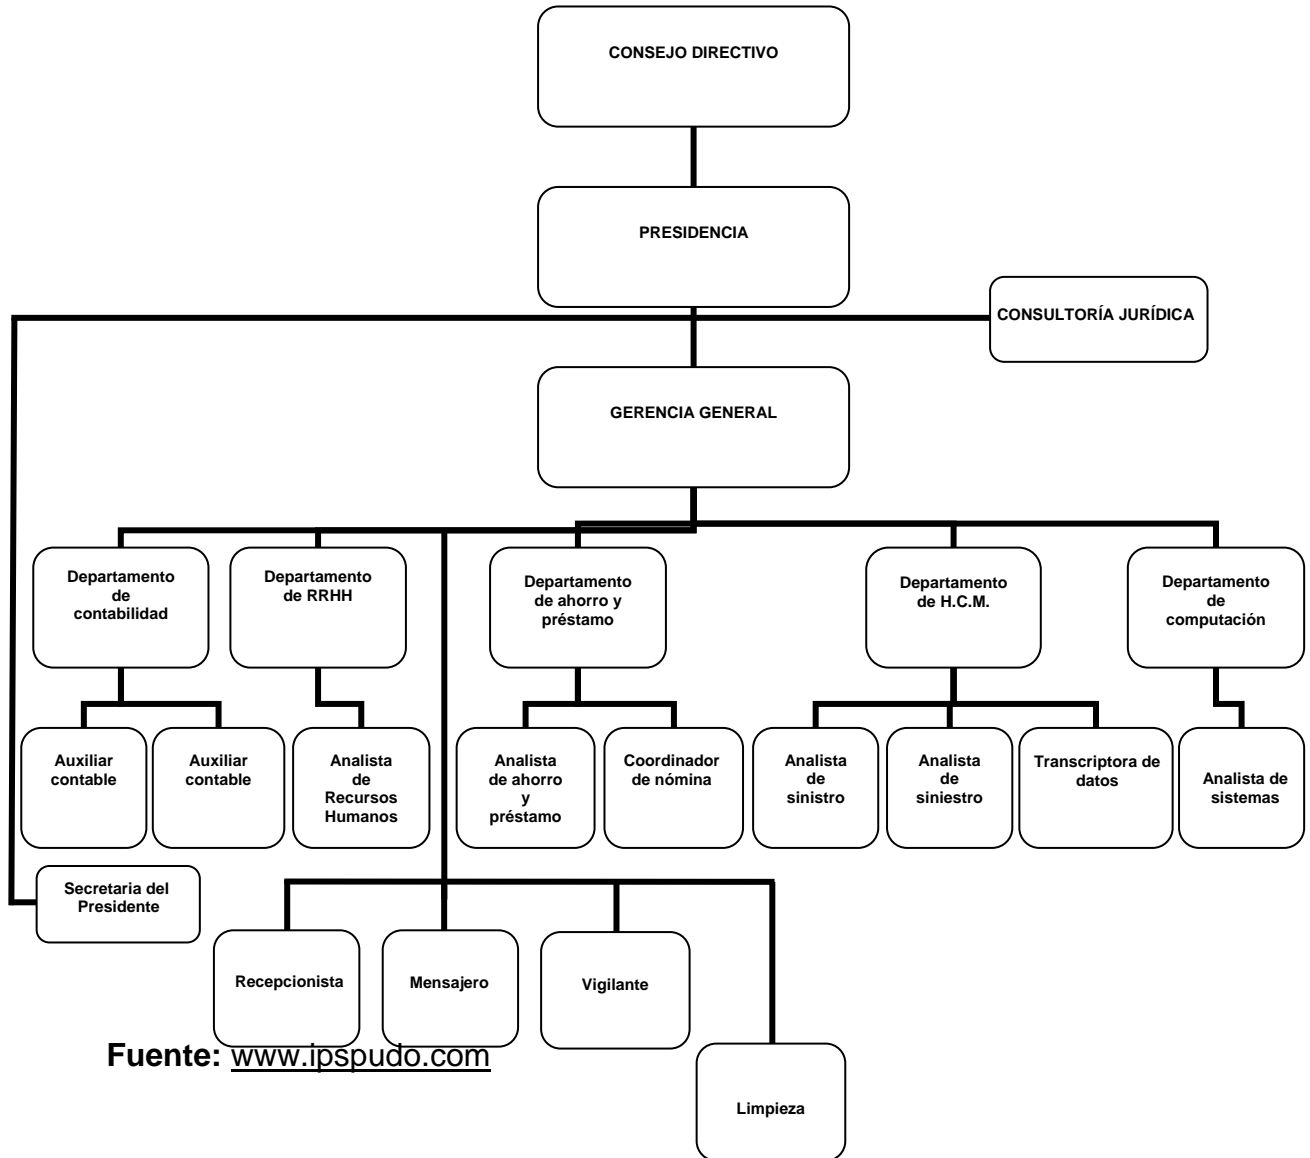 CONSEJO DIRECTIVO
PRESIDENCIA
CONSULTORÍA JURÍDICA
GERENCIA GENERAL
Departamento
de
contabilidad
Departamento
de RRHH
Departamento
de ahorro y
préstamo
Departamento
de H.C.M.
Departamento
de
computación
Auxiliar
contable
Auxiliar
contable
Analista
de
Recursos
Humanos
Analista
de ahorro
y
préstamo
Coordinador
de nómina
Analista
de
sinistro
Analista
de
siniestro
Transcriptora de
datos
Analista de
sistemas
Secretaria del
Presidente
Recepcionista
Mensajero
Vigilante
Limpieza
Fuente: www.ipspudo.com